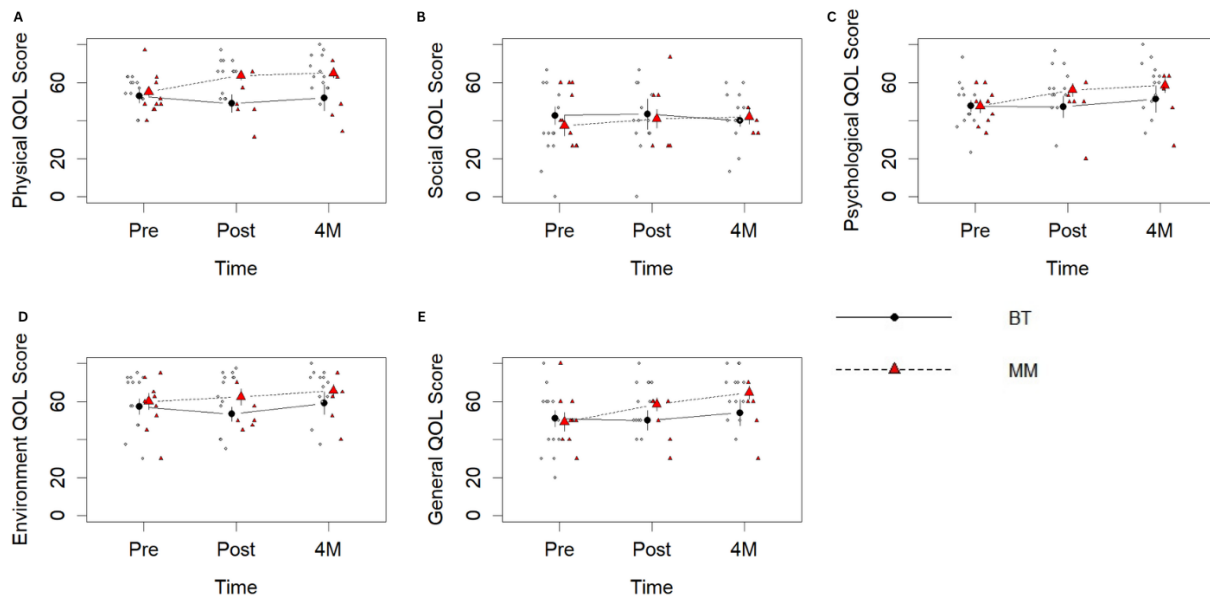 A
Physical QOL Score
60
20
0
Pre Post 4M
Time
B
Social QOL Score
60
20
0
Pre Post 4M
Time
C
Psychological QOL Score
60
20
0
Pre Post 4M
Time
D
Environment QOL Score
60
20
0
Pre Post 4M
Time
E
General QOL Score
60
20
0
Pre Post 4M
Time
BT
MM